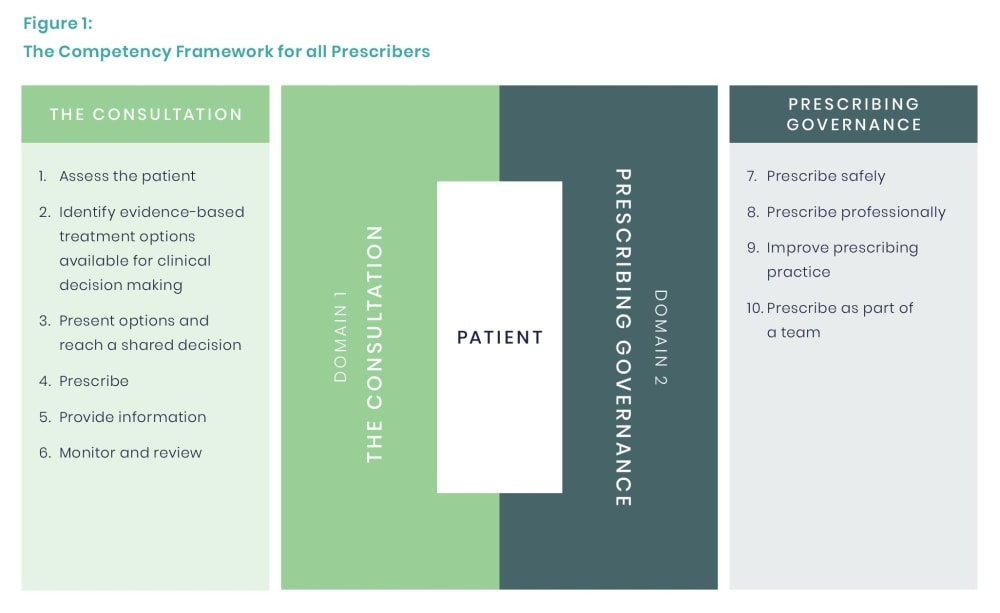 Figure 1:
The Competency Framework for all Prescribers
THE CONSULTATION
1. Assess the patient
2. Identify evidence-based
treatment options
available for clinical
decision making
3. Present options and
reach a shared decision
4. Prescribe
5. Provide information
6. Monitor and review
DOMAIN 1
THE CONSULTATION
PATIENT
PRESCRIBING GOVERNANCE
DOMAIN 2
PRESCRIBING
GOVERNANCE
7. Prescribe safely
8. Prescribe professionally
9. Improve prescribing
practice
10. Prescribe as part of
a team